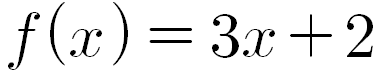 f(x) = 3x + 2